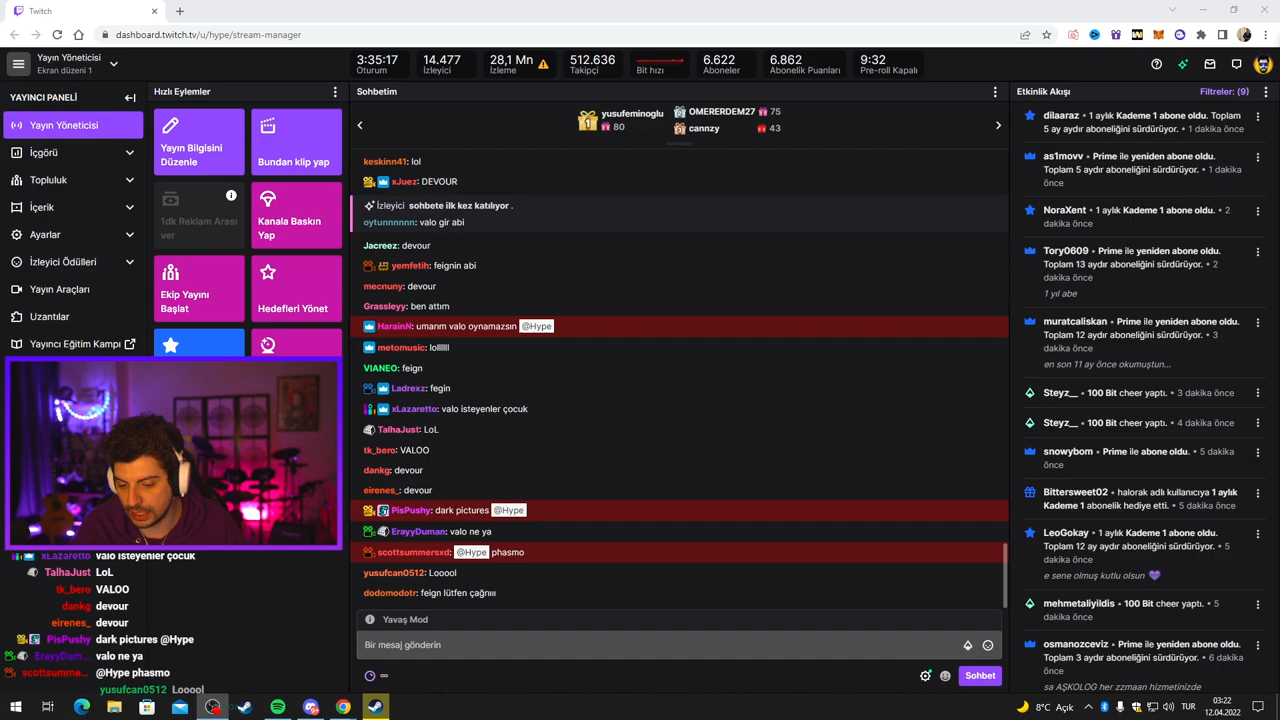 Twitch
dashboard.twitch.tv/u/hype/stream-manager
Yayın Yöneticisi
Ekran düzeni 1
3:35:17
Oturum
14.477
İzleyici
28,1 Mn
İzleme
512.636
Takipçi
Bit hızı
6.622
Aboneler
6.862
Abonelik Puanları
9:32
Pre-roll Kapalı
YAYINCI PANELİ
Yayın Yöneticisi
İçgörü
Topluluk
İçerik
Ayarlar
İzleyici Ödülleri
Yayın Araçları
Uzantılar
Yayıncı Eğitim Kampı
Hızlı Eylemler
Yayın Bilgisini
Düzenle
Bundan klip yap
1dk Reklam Arası
ver
Kanala Baskın
Yap
Ekip Yayını
Başlat
Hedefleri Yönet
xLazaretto valo isteyenler çocuk
TalhaJust LoL
tk_bero VALOO
dankg devour
eirenes_: devour
PisPushy dark pictures @Hype
ErayyDum... valo ne ya
scottsumme... @Hype phasmo
yusufcan0512 Looool
Sohbetim
1 yusufeminoglu
80
2 OMERERDEM27 75
3 cannzy 43
keskinn41: lol
xJuez: DEVOUR
İzleyici sohbete ilk kez katılıyor .
oytunnnnnn: valo gir abi
Jacreez: devour
yemfetih: feignin abi
mecnuny: devour
Grassleyy: ben attım
HarainN: umarım valo oynamazsın @Hype
metomusic: lolllllll
VIANEO: feign
Ladrexz: fegin
xLazaretto: valo isteyenler çocuk
TalhaJust: LoL
tk_bero: VALOO
dankg: devour
eirenes_: devour
PisPushy: dark pictures @Hype
ErayyDuman: valo ne ya
scottsummersxd: @Hype phasmo
yusufcan0512: Looool
dodomodotr: feign lütfen çağrıııı
Yavaş Mod
Bir mesaj gönderin
Sohbet
Etkinlik Akışı
Filtreler: (9)
dilaaraz • 1 aylık Kademe 1 abone oldu. Toplam
5 ay aydır aboneliğini sürdürüyor. • 1 dakika önce
as1movv • Prime ile yeniden abone oldu.
Toplam 5 aydır aboneliğini sürdürüyor. • 1 dakika
önce
NoraXent • 1 aylık Kademe 1 abone oldu. • 2
dakika önce
Tory0609 • Prime ile yeniden abone oldu.
Toplam 13 aydır aboneliğini sürdürüyor. • 2
dakika önce
1 yıl abe
muratcaliskan • Prime ile yeniden abone oldu.
Toplam 12 aydır aboneliğini sürdürüyor. • 3
dakika önce
en son 11 ay önce okumuştun...
Steyz__ • 100 Bit cheer yaptı. • 3 dakika önce
Steyz__ • 100 Bit cheer yaptı. • 4 dakika önce
snowybom • Prime ile abone oldu. • 5 dakika
önce
Bittersweet02 • halorak adlı kullanıcıya 1 aylık
Kademe 1 abonelik hediye etti. • 5 dakika önce
LeoGokay • 1 aylık Kademe 1 abone oldu.
Toplam 12 ay aydır aboneliğini sürdürüyor. • 5
dakika önce
e sene olmuş kutlu olsun
mehmetaliyildis • 100 Bit cheer yaptı. • 5
dakika önce
osmanozceviz • Prime ile yeniden abone oldu.
Toplam 3 aydır aboneliğini sürdürüyor. • 6 dakika
önce
sa AŞKOLOG her zzmaan hizmetinizde
8°C Açık
TUR
03:22
12.04.2022